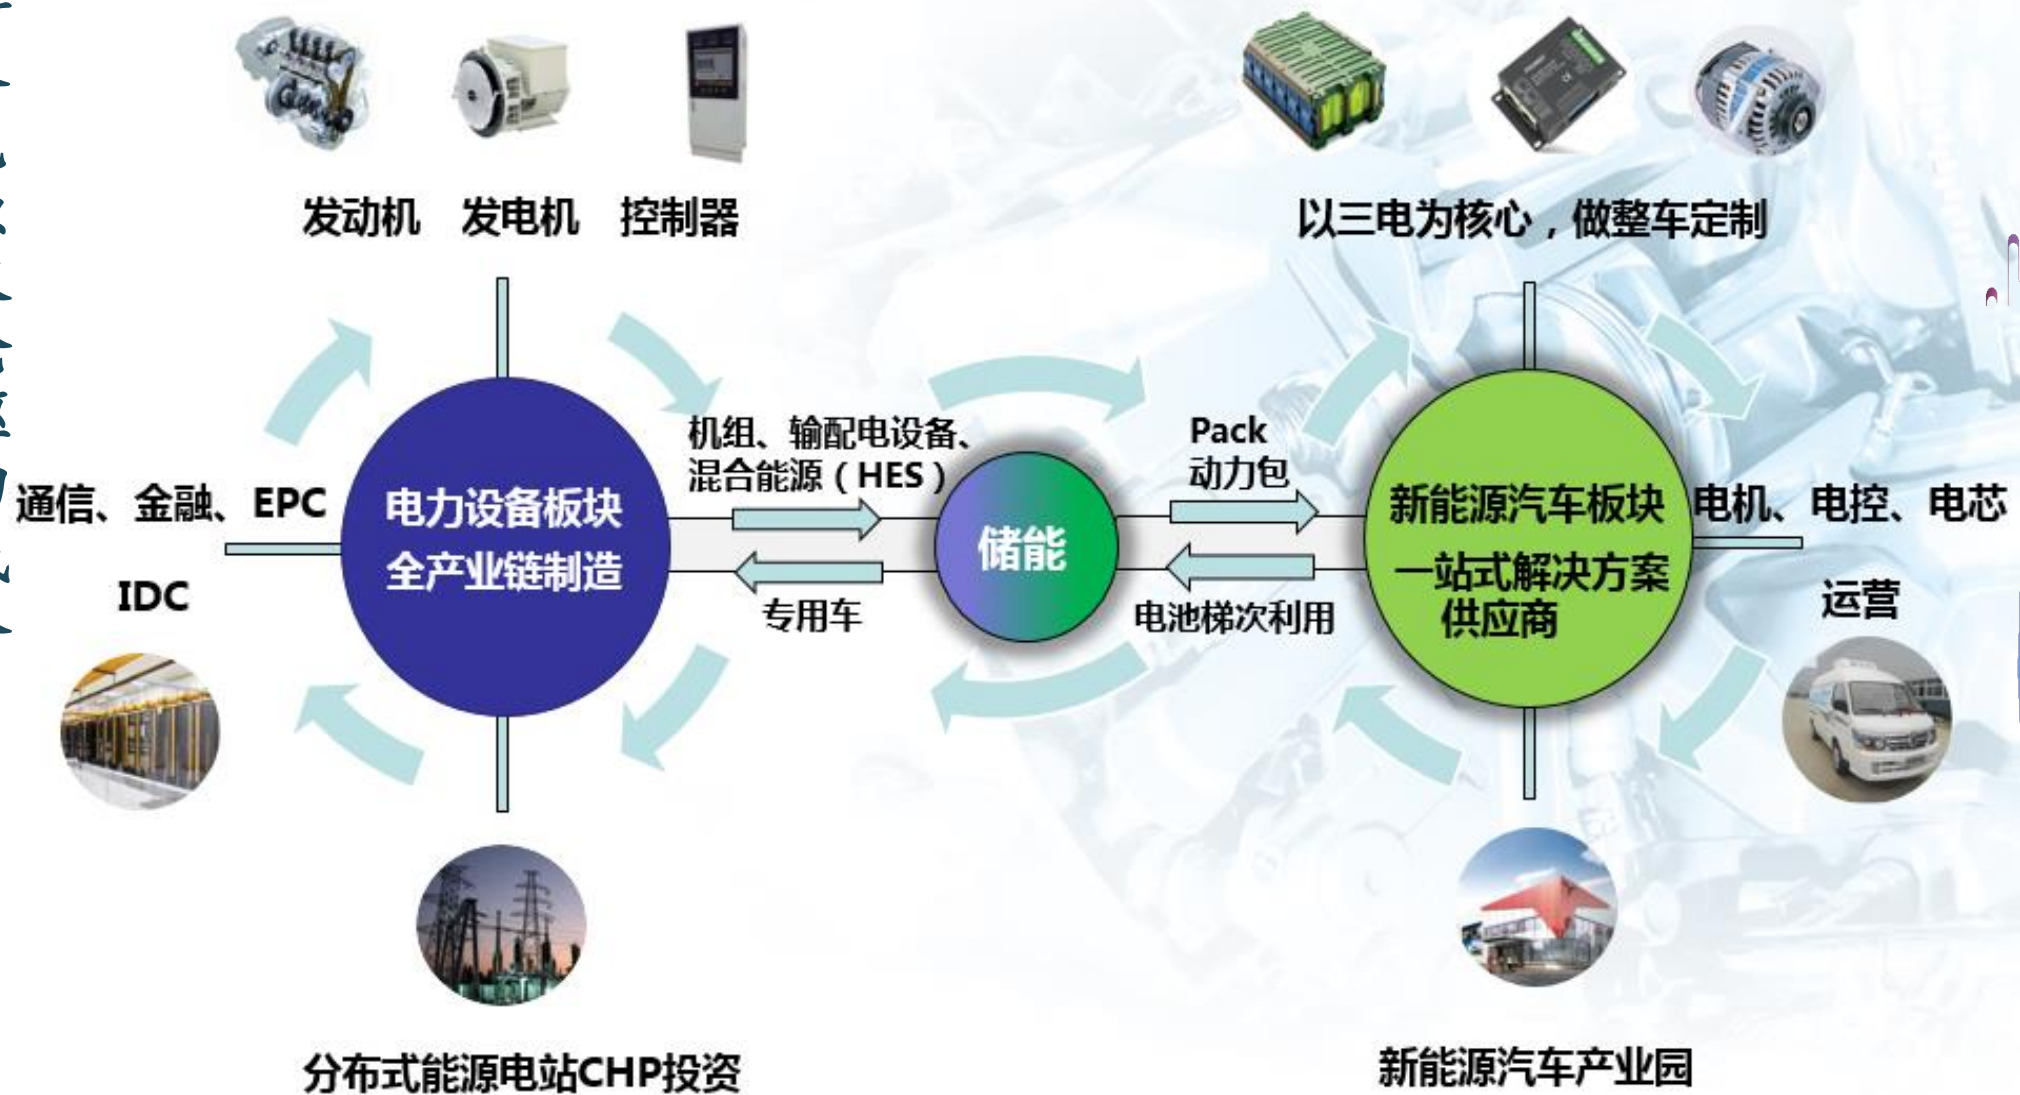 发动机 发电机 控制器
以三电为核心，做整车定制
机组、输配电设备、
混合能源（HES）
Pack
动力包
通信、金融、EPC
IDC
电力设备板块
全产业链制造
储能
新能源汽车板块
一站式解决方案
供应商
电机、电控、电芯
运营
专用车
电池梯次利用
分布式能源电站CHP投资
新能源汽车产业园